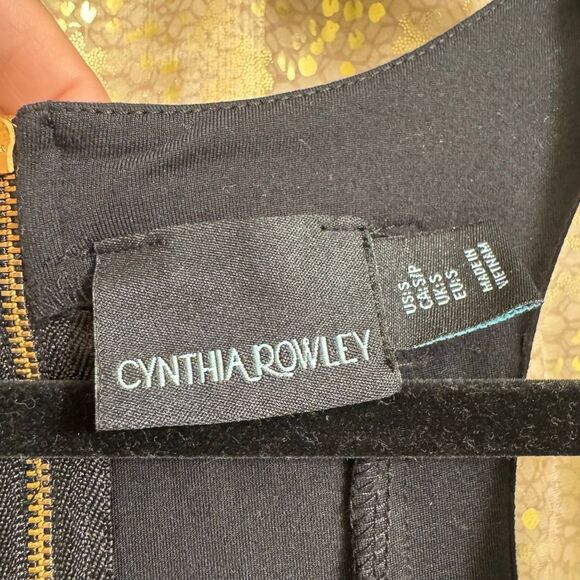 CYNTHIA ROWLEY
US:S
CA:S/P
UK:S
EU:S
MADE IN
VIETNAM